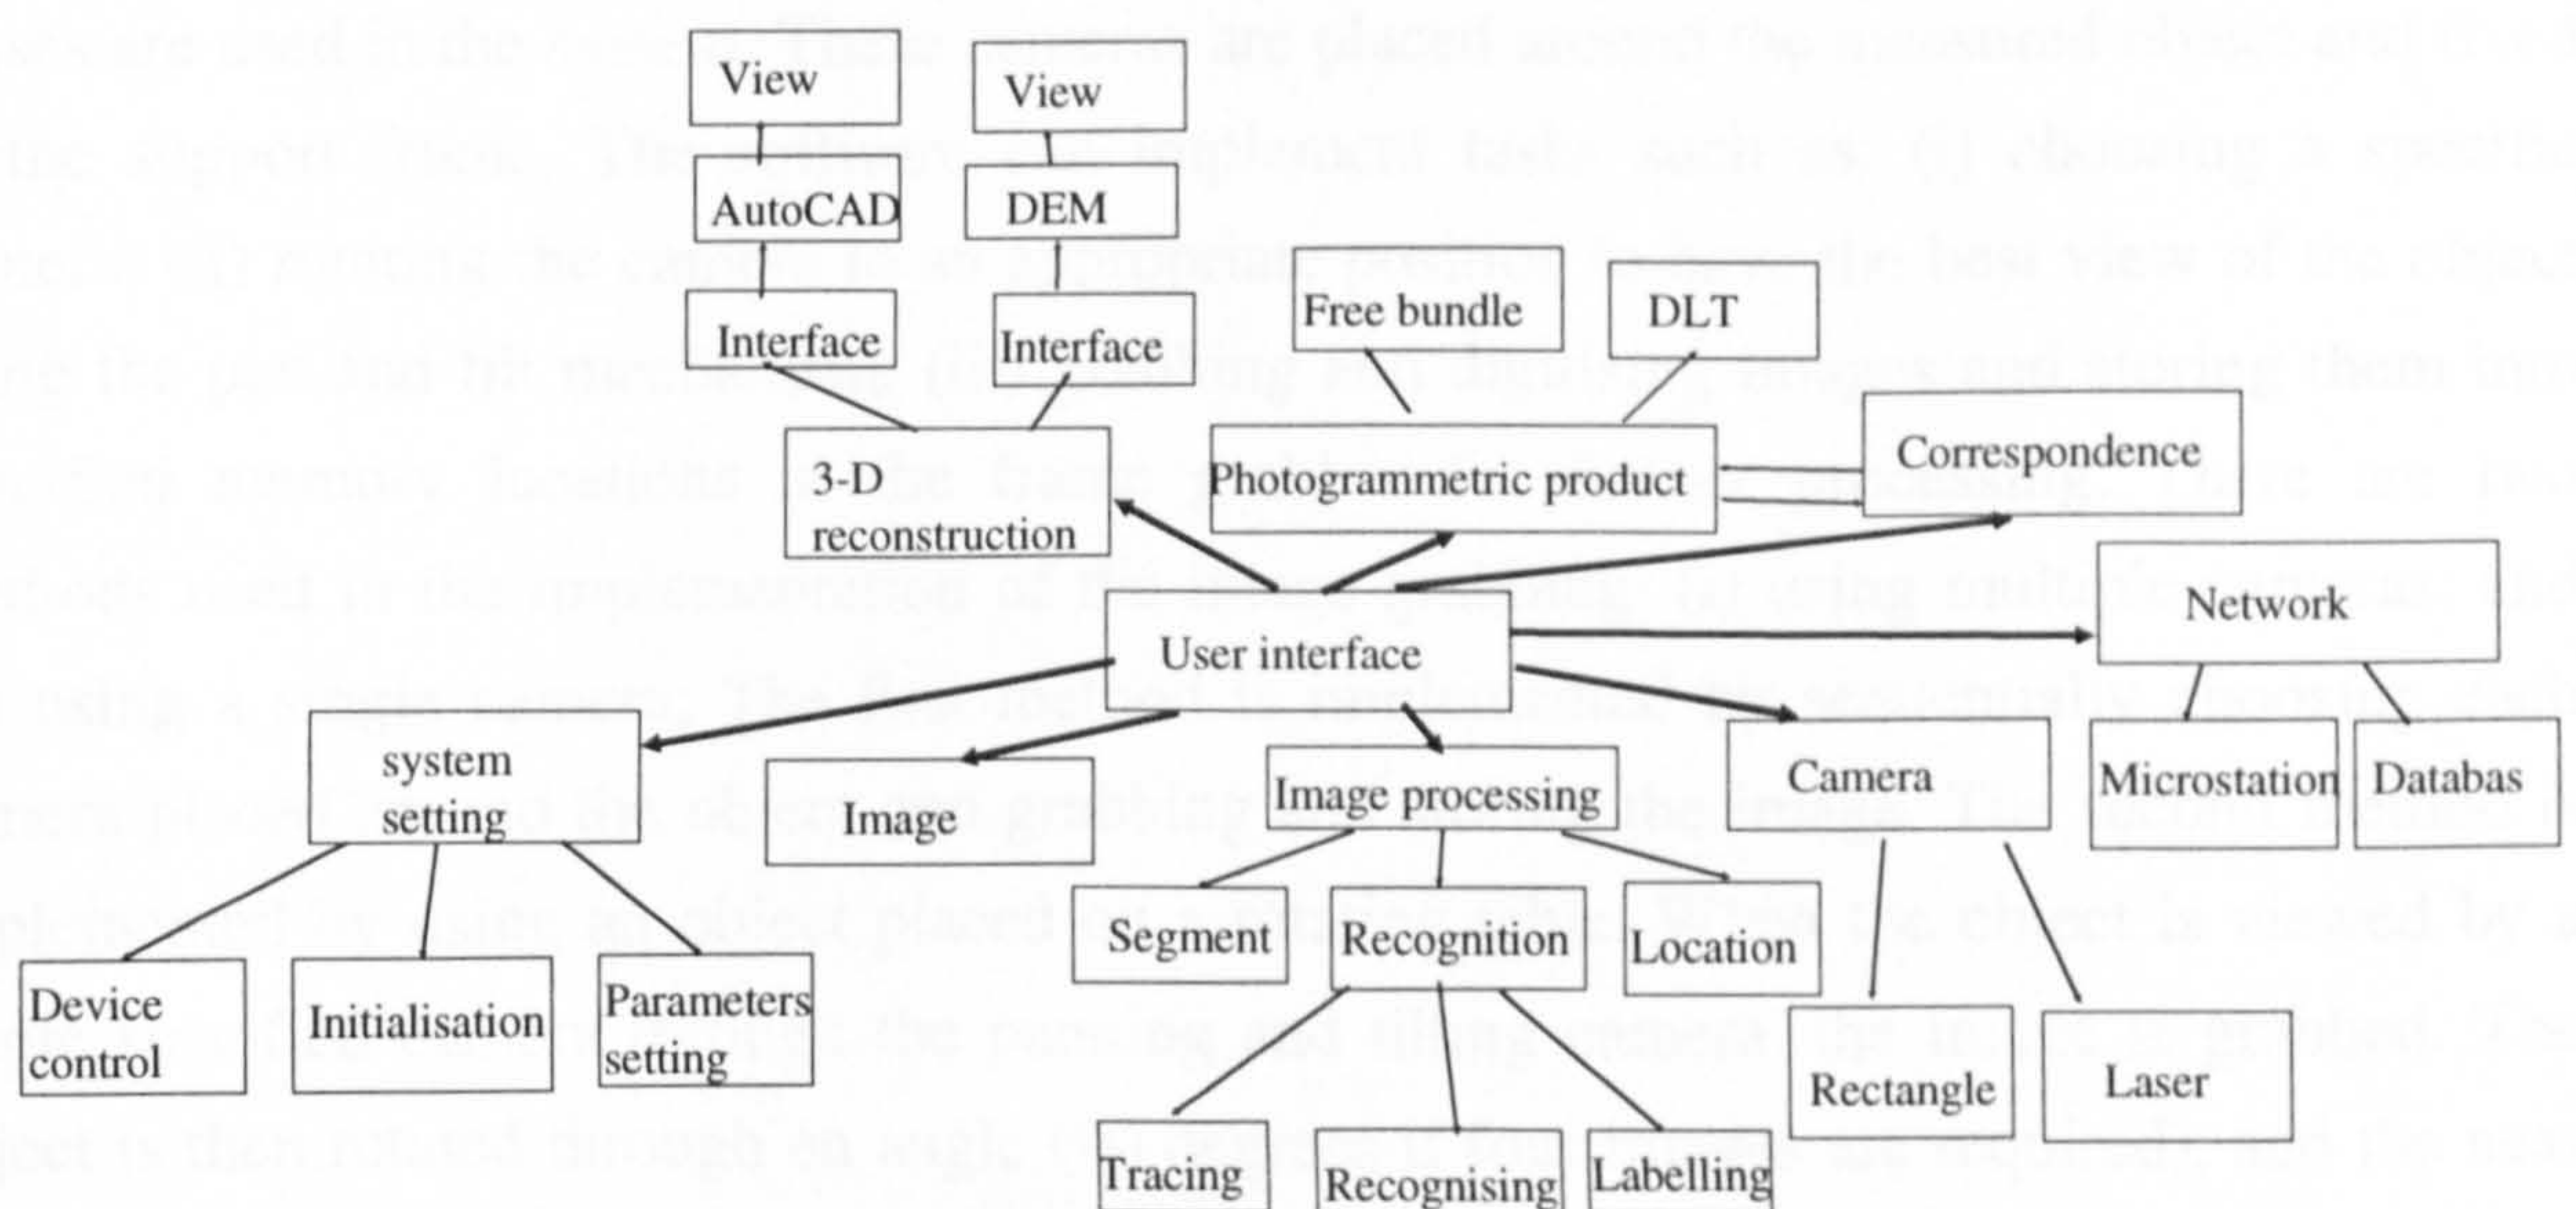 View
View
AutoCAD
DEM
Free bundle
DLT
Interface
Interface
Correspondence
3-D
reconstruction
Photogrammetric product
Network
User interface
system
setting
Image
Image processing
Camera
Microstation
Databas
Segment
Recognition
Location
Device
control
Initialisation
Parameters
setting
Rectangle
Laser
Tracing
Recognising
Labelling